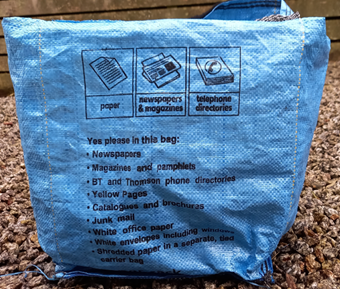 paper
newspapers
& magazines
telephone
directories
Yes please in this bag:
• Newspapers
• Magazines and pamphlets
• BT and Thomson phone directories
• Yellow Pages
• Catalogues and brochures
• Junk mail
• White office paper
• White envelopes including windows
• Shredded paper in a separate, tied
carrier bag